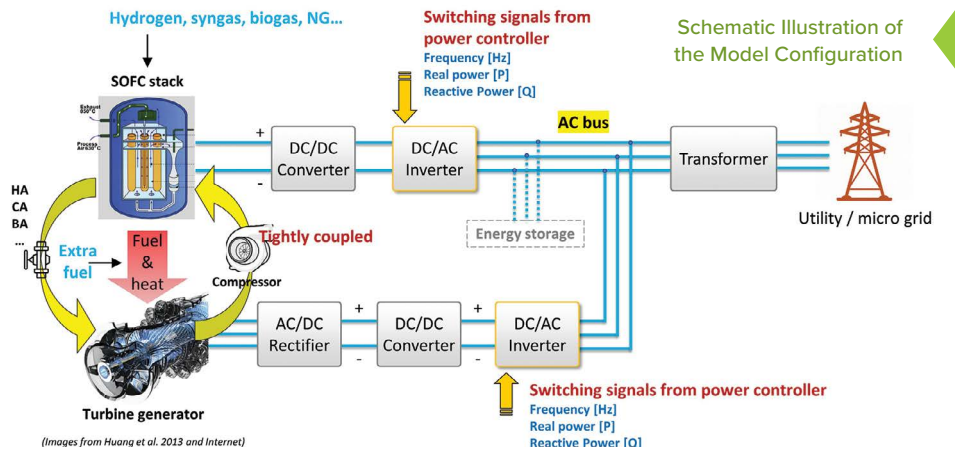 Hydrogen, syngas, biogas, NG...
Switching signals from
power controller
Frequency [Hz]
Real power [P]
Reactive Power [Q]
Schematic Illustration of
the Model Configuration
SOFC stack
Exhaust
Process
AC bus
+
-
DC/DC
Converter
DC/AC
Inverter
Transformer
Utility / micro grid
Energy storage
HA
CA
BA
...
Extra
fuel
Fuel
&
heat
Tightly coupled
Compressor
AC/DC
Rectifier
+
-
DC/DC
Converter
+
-
DC/AC
Inverter
Turbine generator
Switching signals from power controller
Frequency [Hz]
Real power [P]
Reactive Power [Q]
(Images from Huang et al. 2013 and Internet)